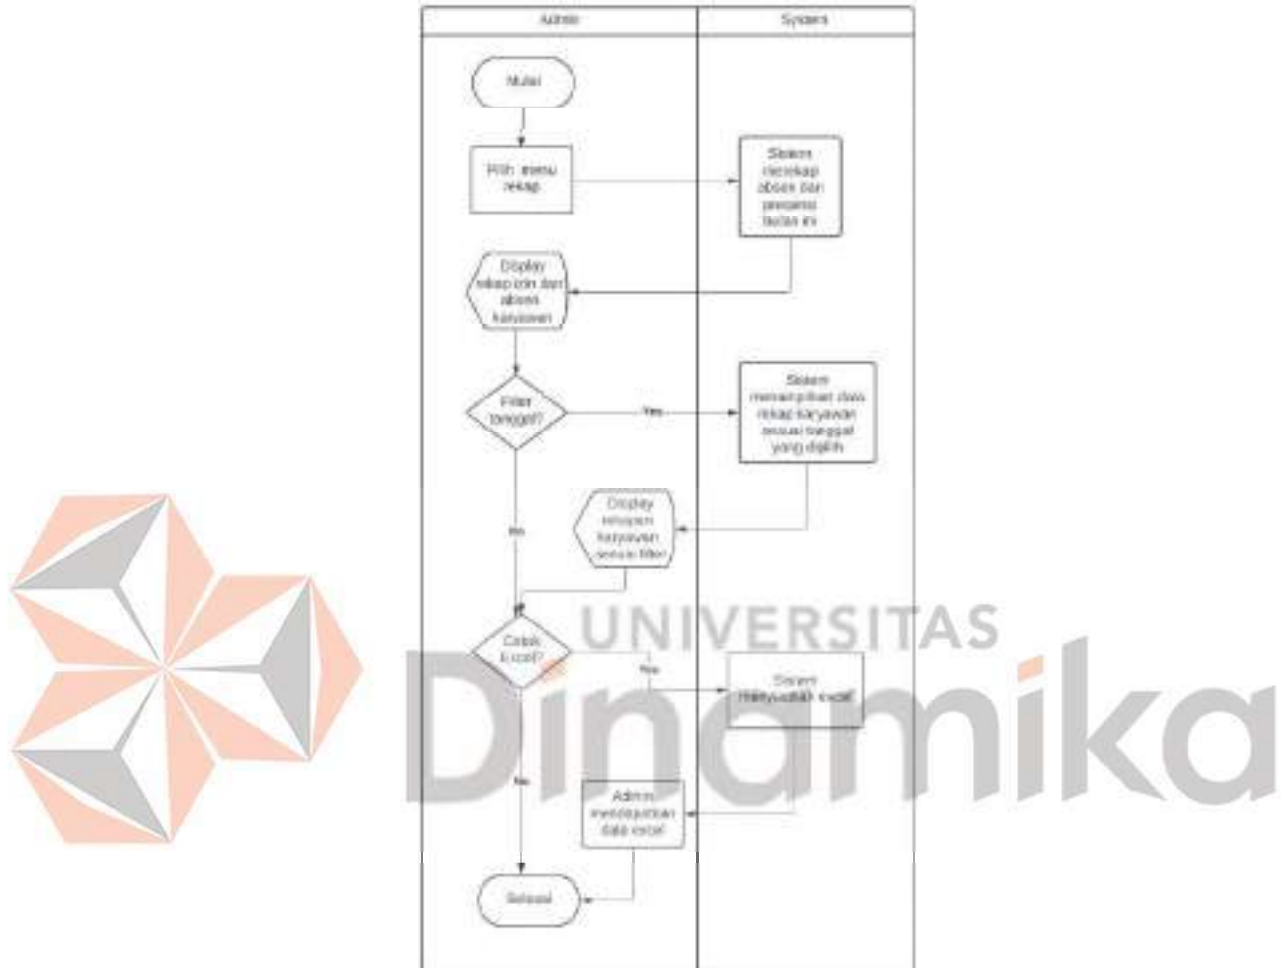 Admin
System
Mulai
Pilih menu
rekap
Sistem
merekap
absen dan
presensi
bulan ini
Display
rekap izin dan
absen
karyawan
Filter
tanggal?
Yes
Sistem
menampilkan data
rekap karyawan
sesuai tanggal
yang dipilih
Display
rekapan
karyawan
sesuai filter
No
UNIVERSITAS
Dinamika
Cetak
Excel?
Yes
Sistem
excel
No
Admin
mendapatkan
data excel
Selesai